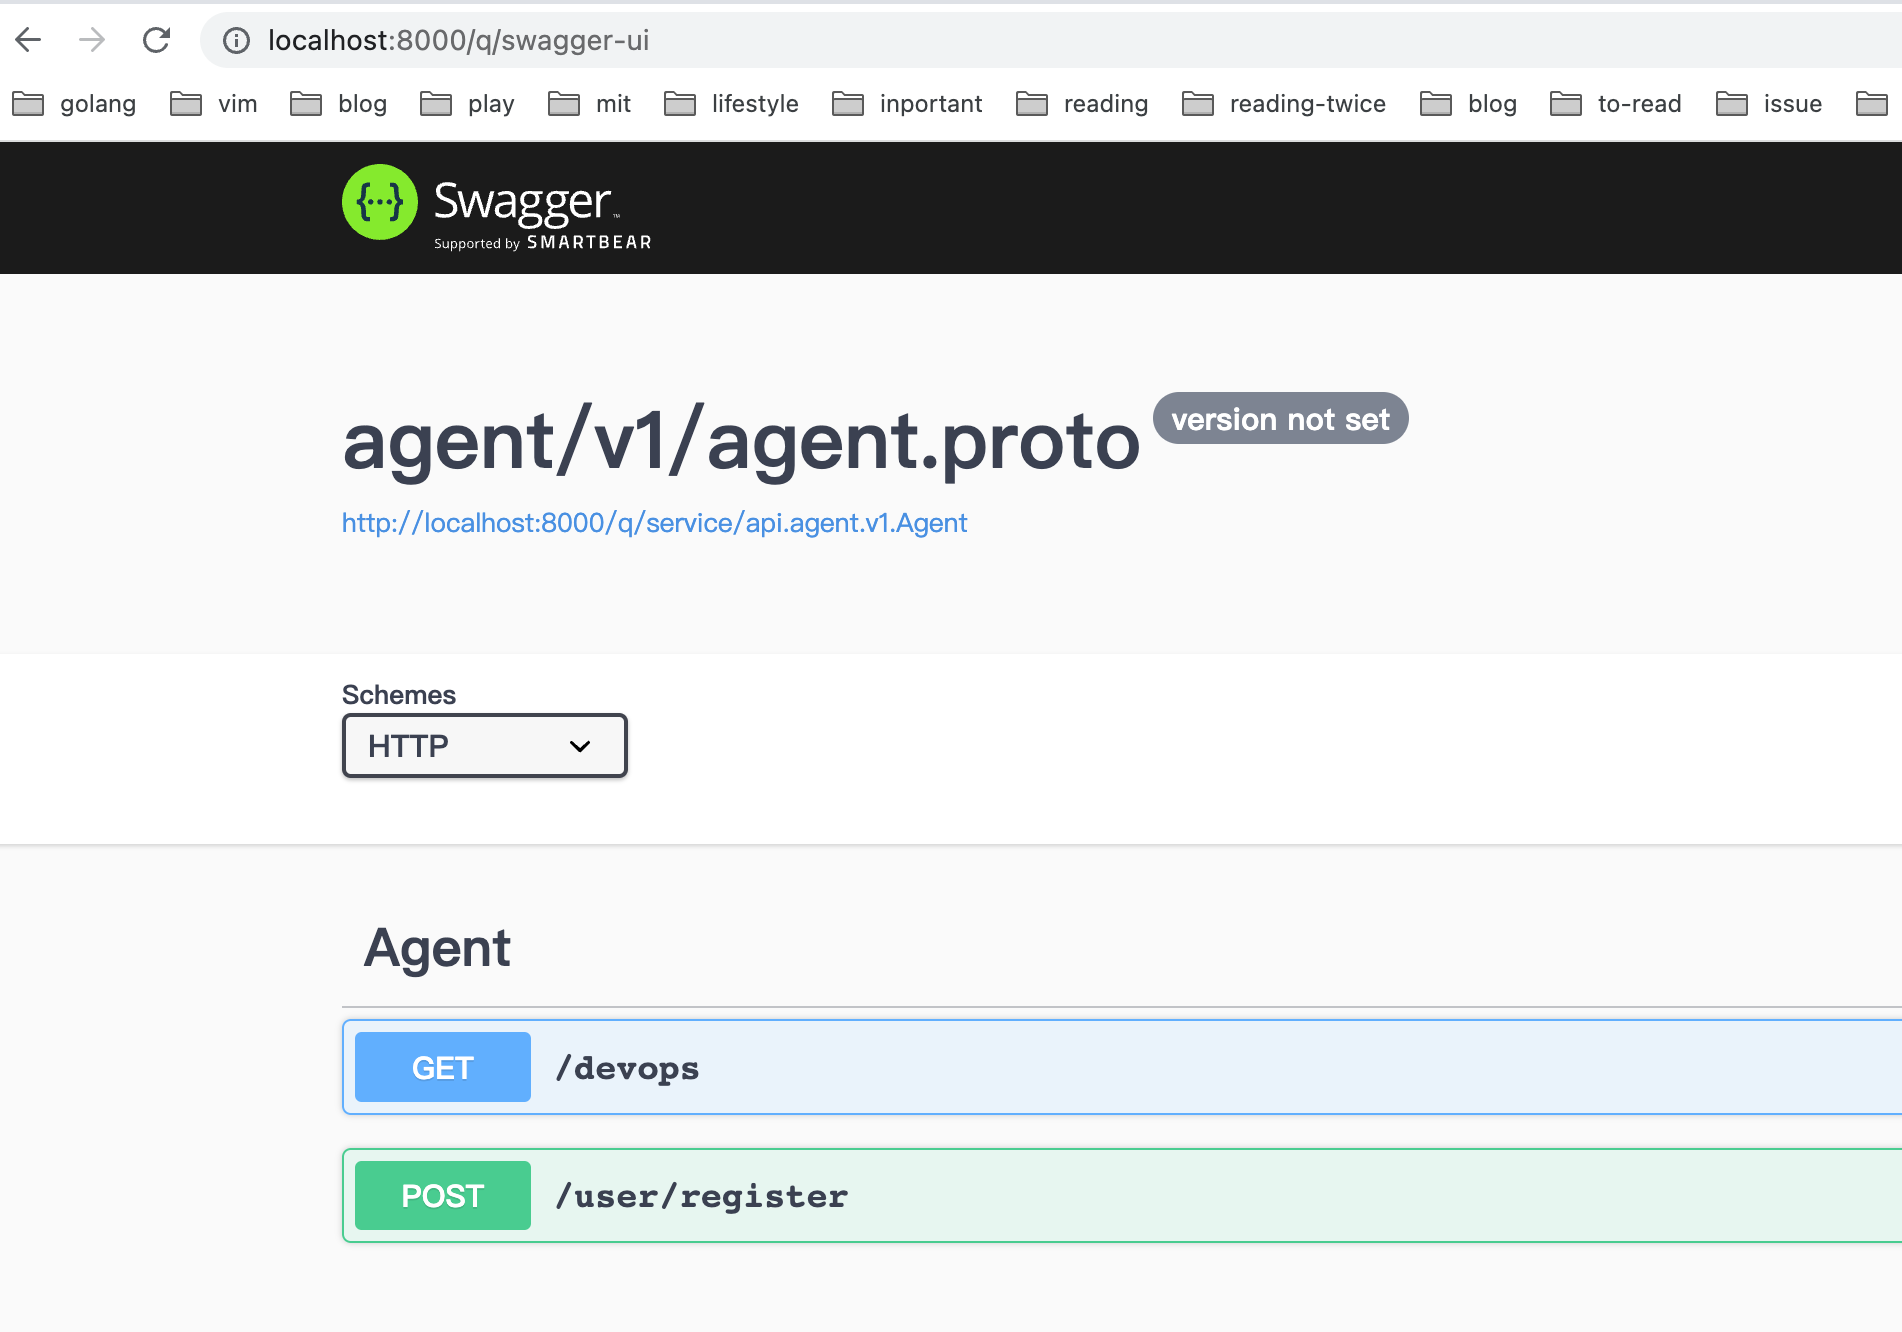 localhost:8000/q/swagger-ui
golang vim blog play mit lifestyle inportant reading reading-twice blog to-read issue
Swagger™
Supported by SMARTBEAR
agent/v1/agent.proto version not set
http://localhost:8000/q/service/api.agent.v1.Agent
Schemes
HTTP
Agent
GET /devops
POST /user/register